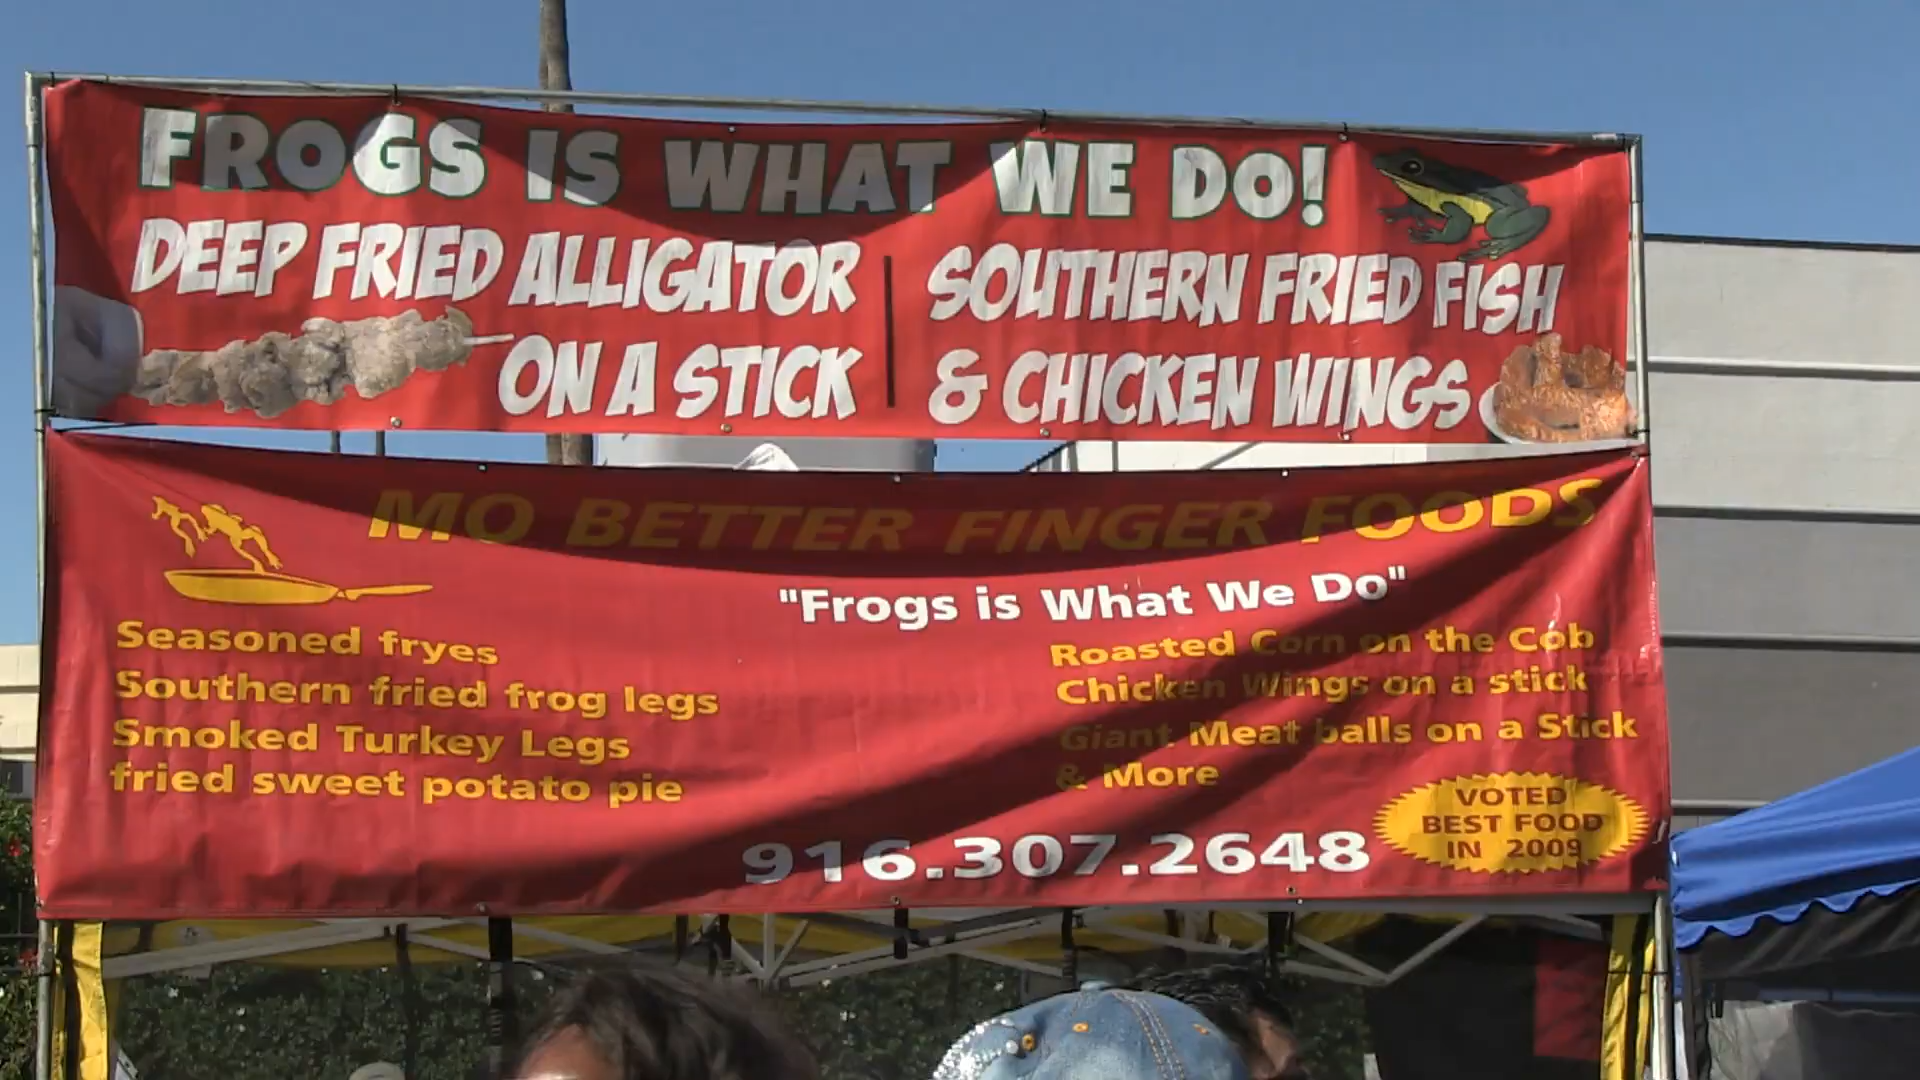 FROGS IS WHAT WE DO!
DEEP FRIED ALLIGATOR
ON A STICK
SOUTHERN FRIED FISH
& CHICKEN WINGS
MO BETTER FINGER FOODS
"Frogs is What We Do"
Seasoned fryes
Southern fried frog legs
Smoked Turkey Legs
fried sweet potato pie
Roasted Corn on the Cob
Chicken Wings on a stick
Giant Meat balls on a Stick
& More
916.307.2648
VOTED
BEST FOOD
IN 2009